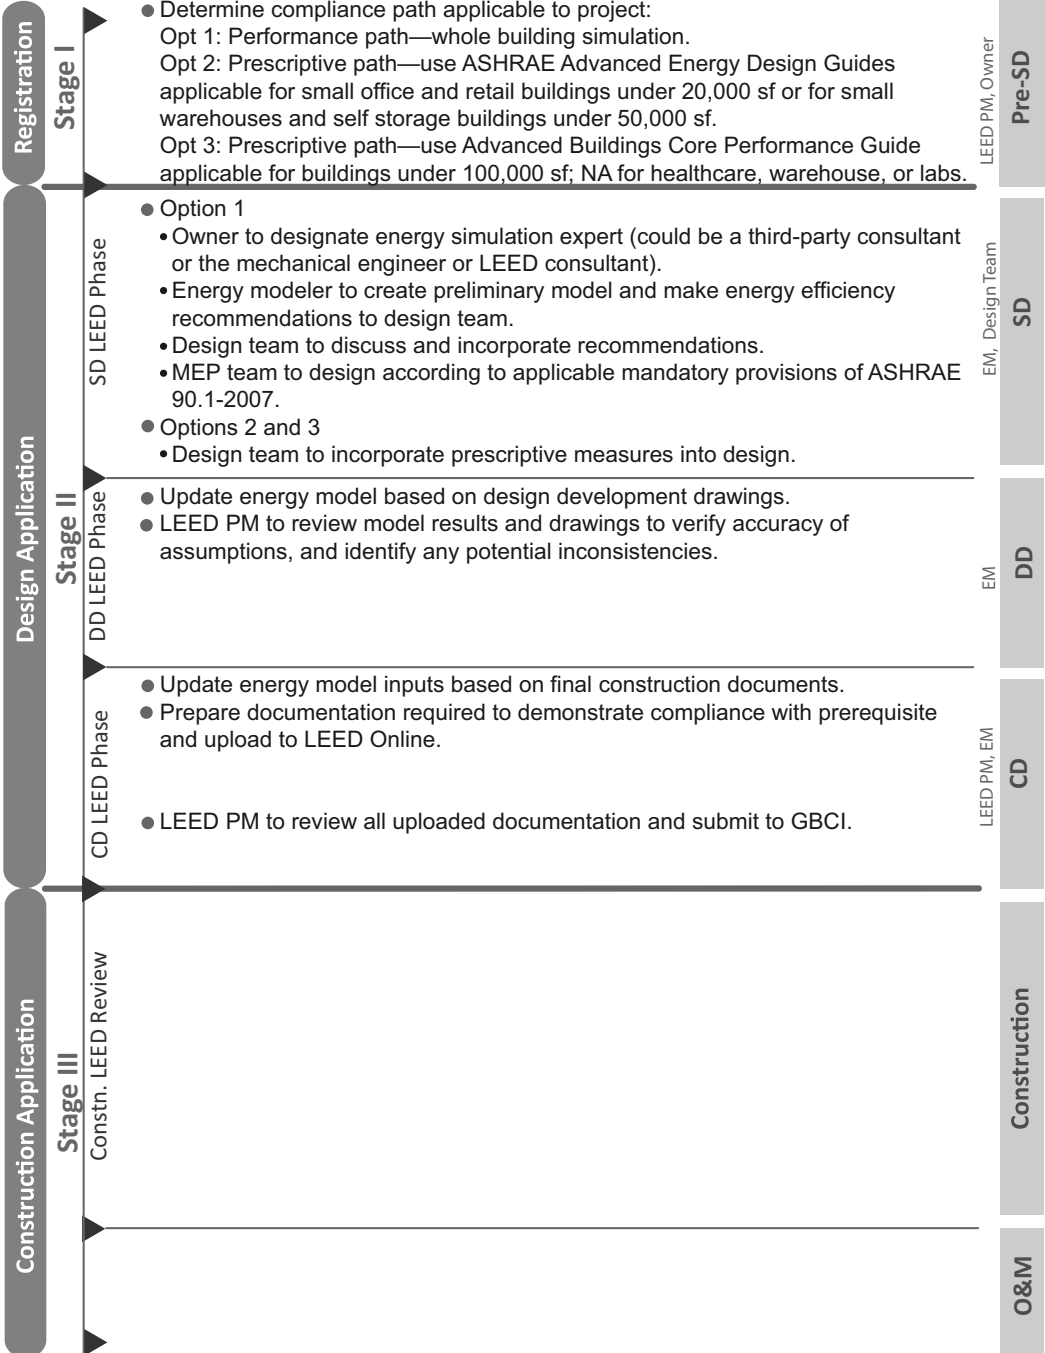 Registration
Stage I
● Determine compliance path applicable to project:
Opt 1: Performance path—whole building simulation.
Opt 2: Prescriptive path—use ASHRAE Advanced Energy Design Guides
applicable for small office and retail buildings under 20,000 sf or for small
warehouses and self storage buildings under 50,000 sf.
Opt 3: Prescriptive path—use Advanced Buildings Core Performance Guide
applicable for buildings under 100,000 sf; NA for healthcare, warehouse, or labs.
LEED PM, Owner
Pre-SD
Design Application
Stage II
SD LEED Phase
● Option 1
• Owner to designate energy simulation expert (could be a third-party consultant
or the mechanical engineer or LEED consultant).
• Energy modeler to create preliminary model and make energy efficiency
recommendations to design team.
• Design team to discuss and incorporate recommendations.
• MEP team to design according to applicable mandatory provisions of ASHRAE
90.1-2007.
● Options 2 and 3
• Design team to incorporate prescriptive measures into design.
EM, Design Team
SD
DD LEED Phase
● Update energy model based on design development drawings.
● LEED PM to review model results and drawings to verify accuracy of
assumptions, and identify any potential inconsistencies.
EM
DD
CD LEED Phase
● Update energy model inputs based on final construction documents.
● Prepare documentation required to demonstrate compliance with prerequisite
and upload to LEED Online.
● LEED PM to review all uploaded documentation and submit to GBCI.
LEED PM, EM
CD
Construction Application
Stage III
Constn. LEED Review
Construction
O&M